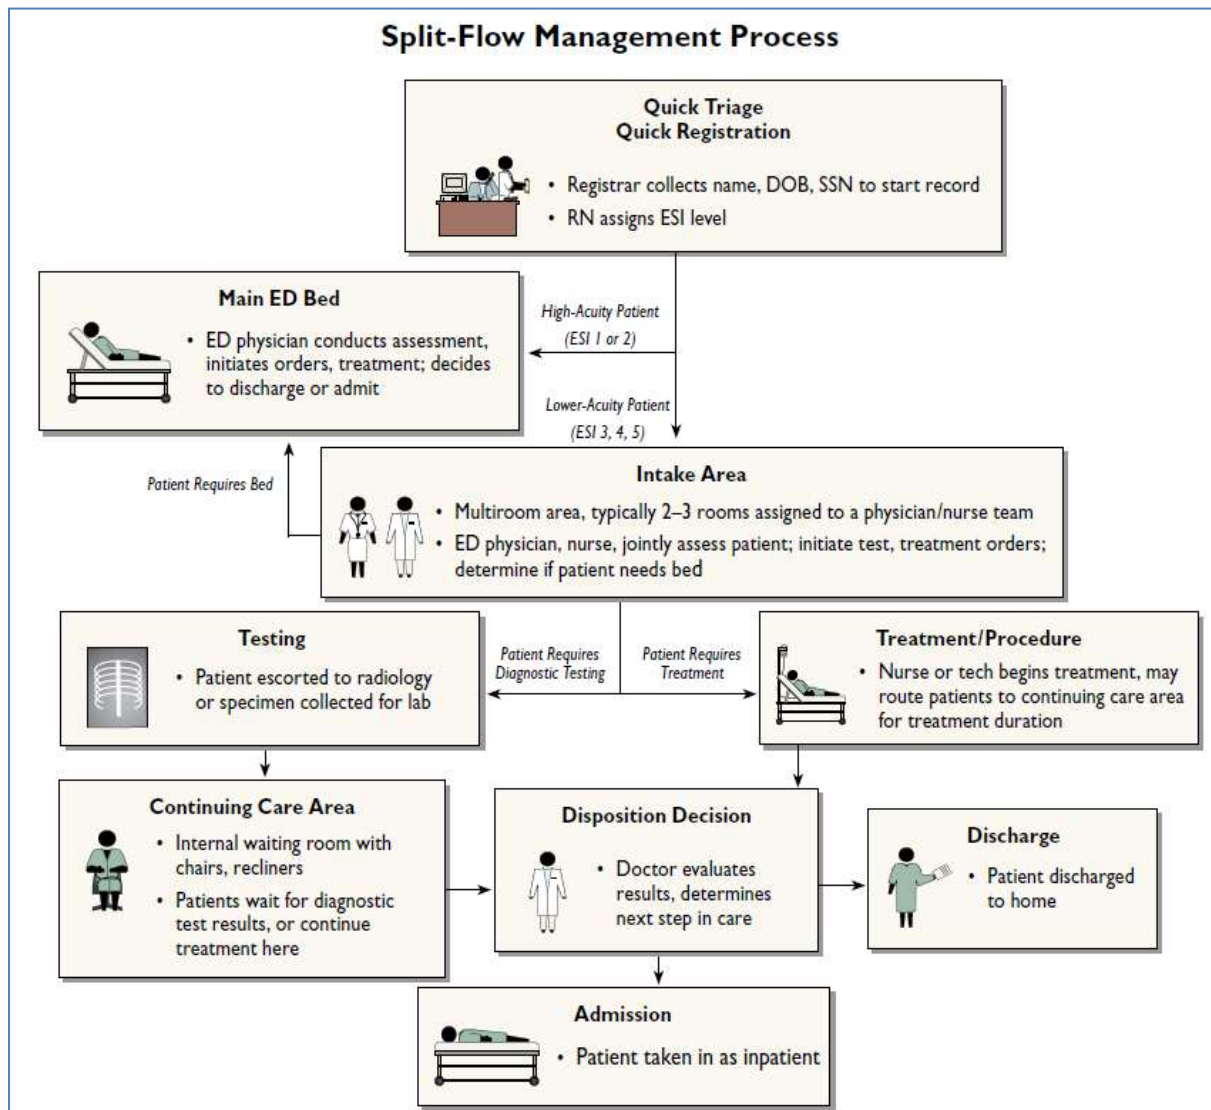 Split-Flow Management Process
Quick Triage
Quick Registration
• Registrar collects name, DOB, SSN to start record
• RN assigns ESI level
Main ED Bed
• ED physician conducts assessment,
initiates orders, treatment; decides
to discharge or admit
High-Acuity Patient
(ESI 1 or 2)
Lower-Acuity Patient
(ESI 3, 4, 5)
Patient Requires Bed
Intake Area
• Multiroom area, typically 2–3 rooms assigned to a physician/nurse team
• ED physician, nurse, jointly assess patient; initiate test, treatment orders;
determine if patient needs bed
Testing
• Patient escorted to radiology
or specimen collected for lab
Patient Requires
Diagnostic Testing
Patient Requires
Treatment
Treatment/Procedure
• Nurse or tech begins treatment, may
route patients to continuing care area
for treatment duration
Continuing Care Area
• Internal waiting room with
chairs, recliners
• Patients wait for diagnostic
test results, or continue
treatment here
Disposition Decision
• Doctor evaluates
results, determines
next step in care
Discharge
• Patient discharged
to home
Admission
• Patient taken in as inpatient